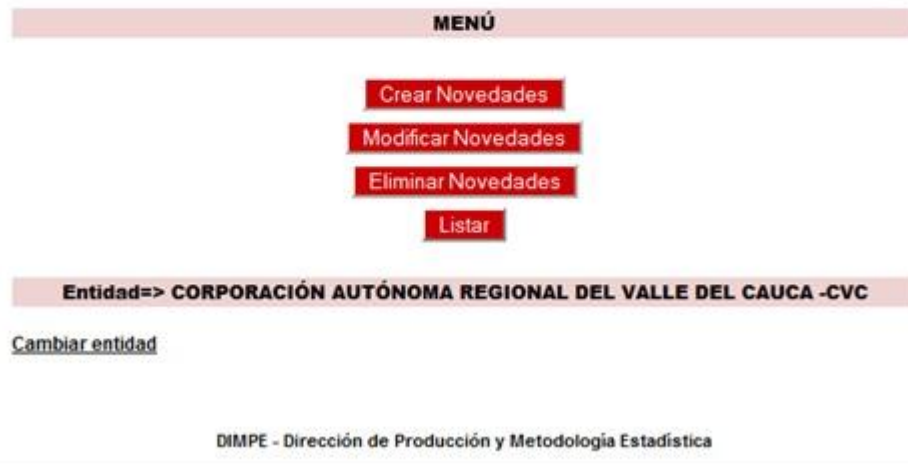 MENÚ
Crear Novedades
Modificar Novedades
Eliminar Novedades
Listar
Entidad=> CORPORACIÓN AUTÓNOMA REGIONAL DEL VALLE DEL CAUCA -CVC
Cambiar entidad
DIMPE - Dirección de Producción y Metodología Estadística